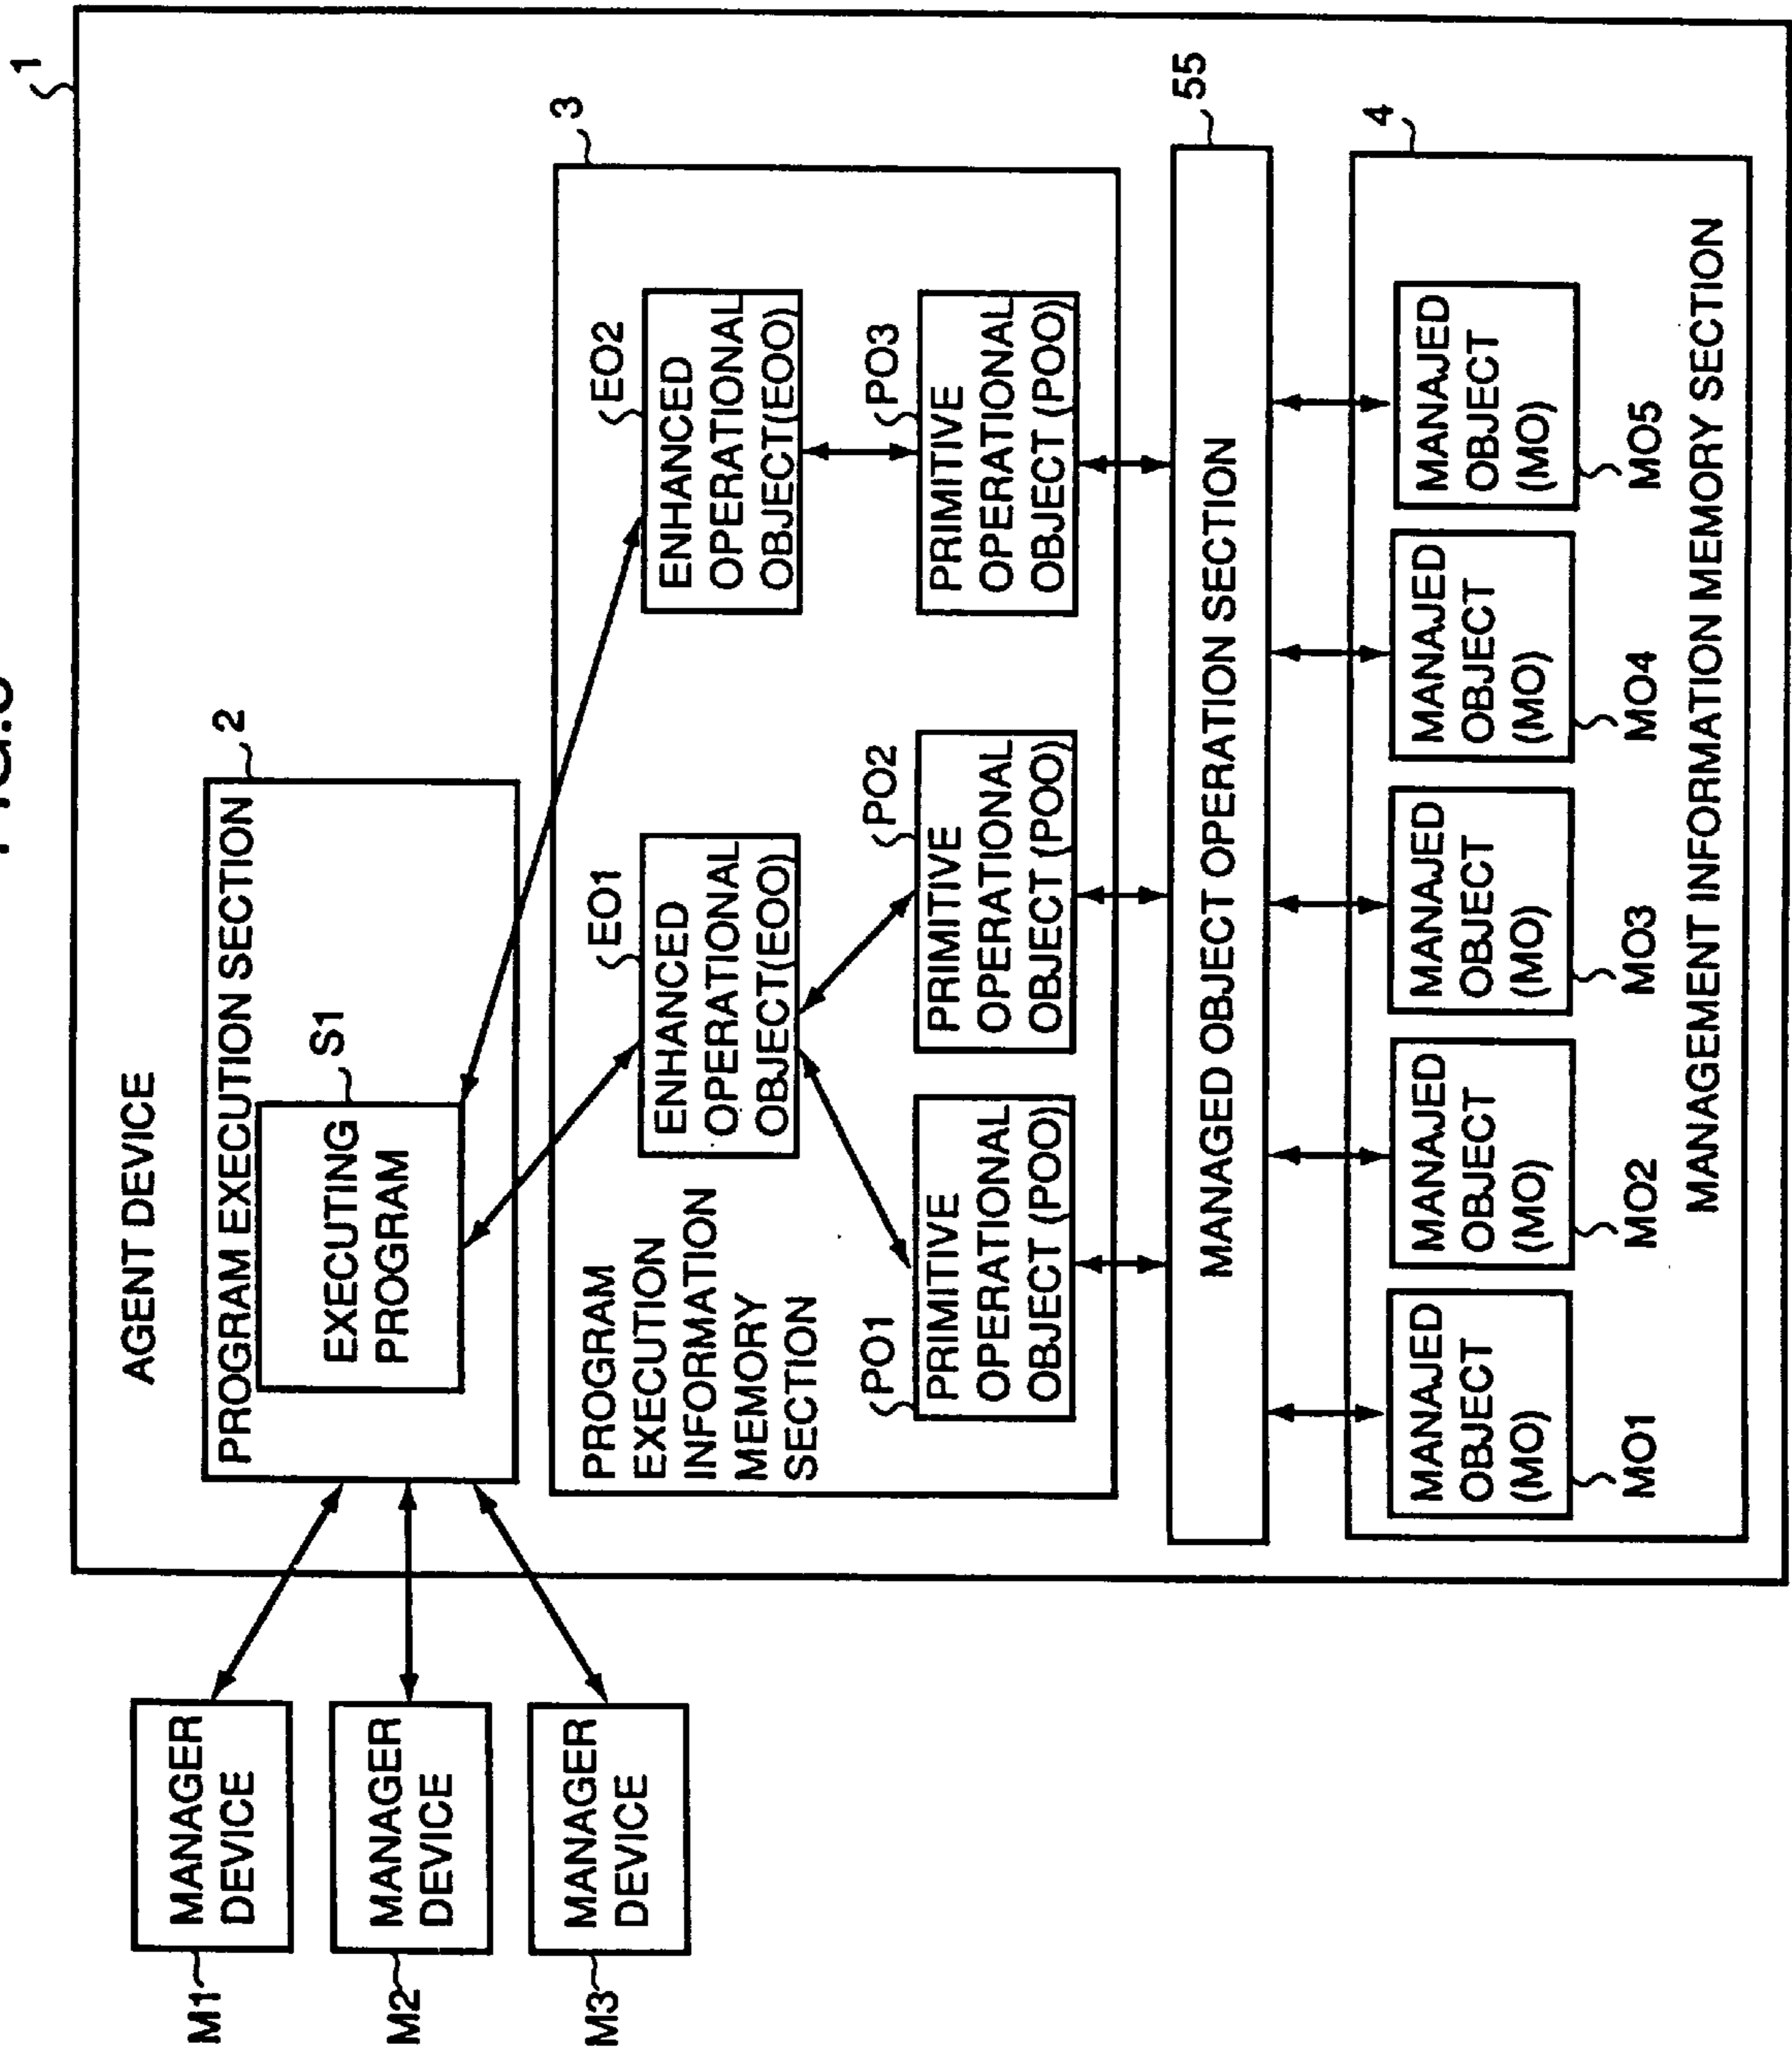 1
AGENT DEVICE
2
PROGRAM EXECUTION SECTION
S1
EXECUTING
PROGRAM
M1
MANAGER
DEVICE
M2
MANAGER
DEVICE
M3
MANAGER
DEVICE
3
PROGRAM
EXECUTION
INFORMATION
MEMORY
SECTION
EO1
ENHANCED
OPERATIONAL
OBJECT(EOO)
EO2
ENHANCED
OPERATIONAL
OBJECT(EOO)
PO1
PRIMITIVE
OPERATIONAL
OBJECT (POO)
PO2
PRIMITIVE
OPERATIONAL
OBJECT (POO)
PO3
PRIMITIVE
OPERATIONAL
OBJECT (POO)
55
MANAGED OBJECT OPERATION SECTION
4
MANAJED
OBJECT
(MO)
MO1
MANAJED
OBJECT
(MO)
MO2
MANAJED
OBJECT
(MO)
MO3
MANAJED
OBJECT
(MO)
MO4
MANAJED
OBJECT
(MO)
MO5
MANAGEMENT INFORMATION MEMORY SECTION